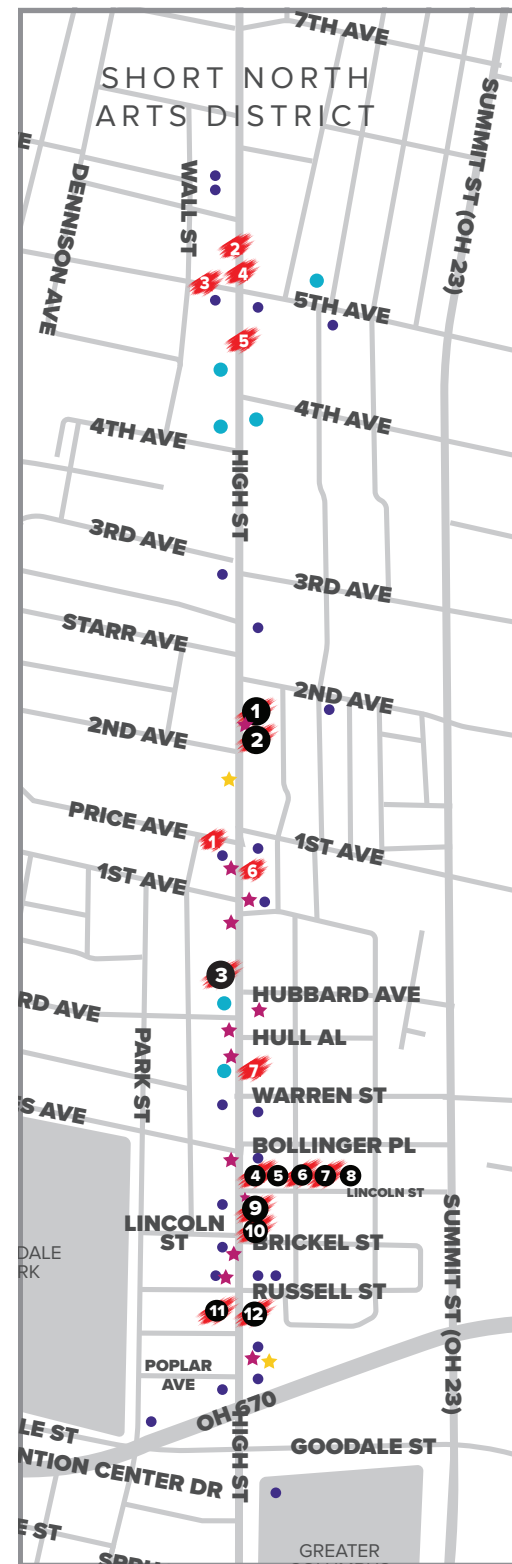 7TH AVE
SHORT NORTH
ARTS DISTRICT
SUMMIT ST (OH 23)
E
WALL ST
DENNISON AVE
2
4
3
5TH AVE
5
4TH AVE
4TH AVE
HIGH ST
3RD AVE
3RD AVE
STARR AVE
2ND AVE
1
2ND AVE
2
PRICE AVE
1
1ST AVE
6
1ST AVE
3
HUBBARD AVE
RD AVE
HULL AL
PARK ST
7
WARREN ST
S AVE
BOLLINGER PL
4 5 6 7 8
LINCOLN ST
9
LINCOLN
ST
10
BRICKEL ST
DALE
RK
SUMMIT ST (OH 23)
RUSSELL ST
11
12
POPLAR
AVE
OH-670
HIGH ST
LE ST
GOODALE ST
NTION CENTER DR
E ST
GREATER